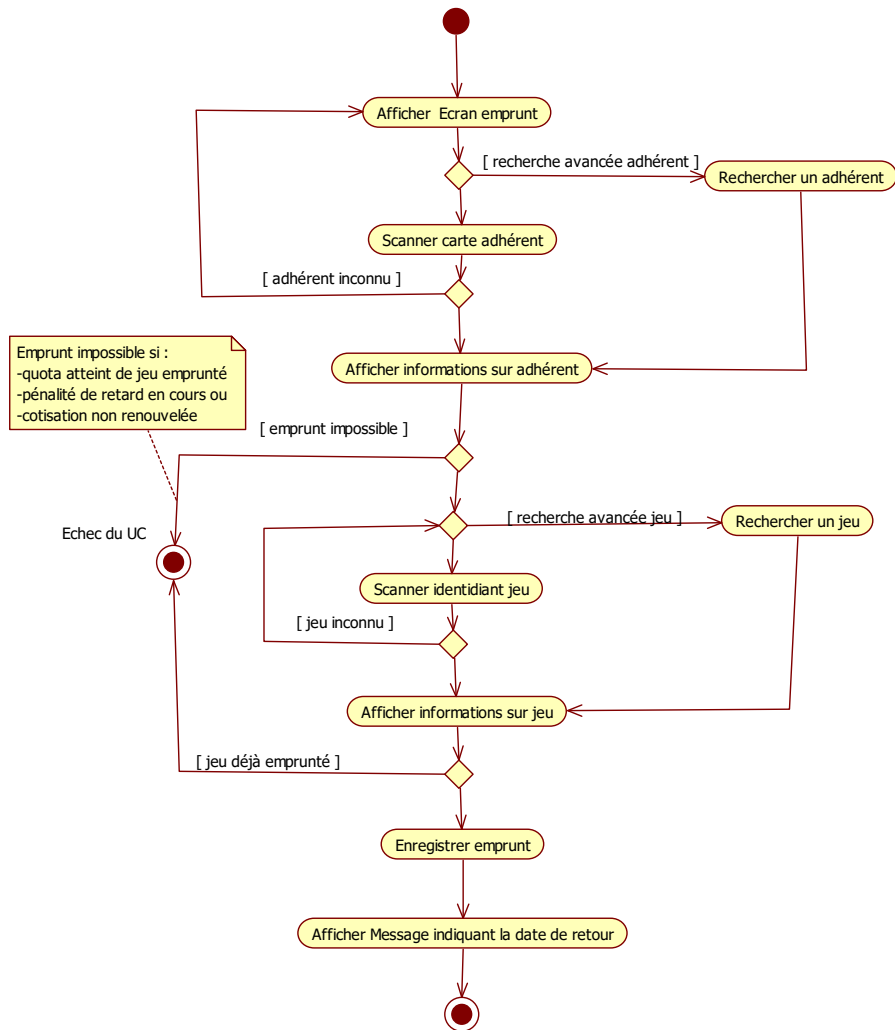 Afficher  Ecran emprunt
[ recherche avancée adhérent ]
Rechercher un adhérent
Scanner carte adhérent
[ adhérent inconnu ]
Afficher informations sur adhérent
Emprunt impossible si :
-quota atteint de jeu emprunté
-pénalité de retard en cours ou
-cotisation non renouvelée
[ emprunt impossible ]
[ recherche avancée jeu ]
Rechercher un jeu
Echec du UC
Scanner identidiant jeu
[ jeu inconnu ]
Afficher informations sur jeu
[ jeu déjà emprunté ]
Enregistrer emprunt
Afficher Message indiquant la date de retour